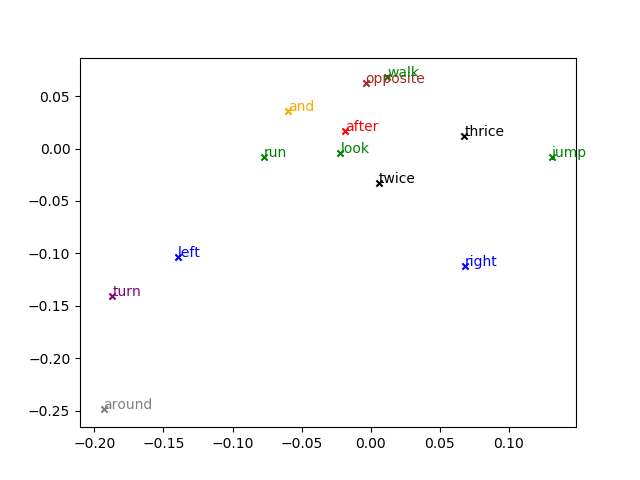 walk
opposite
0.05
and
after
thrice
0.00
run
look
jump
twice
−0.05
−0.10
left
right
turn
−0.15
−0.20
around
−0.25
−0.20 −0.15 −0.10 −0.05 0.00 0.05 0.10